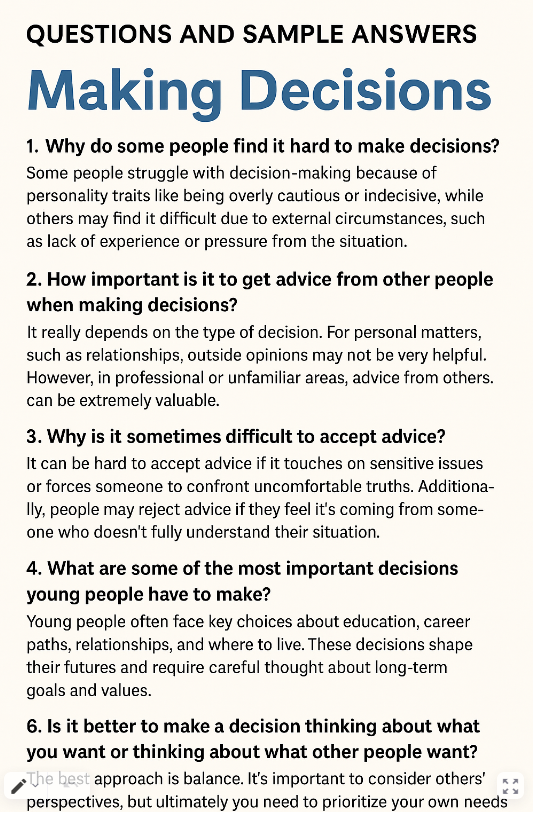 QUESTIONS AND SAMPLE ANSWERS
Making Decisions
1. Why do some people find it hard to make decisions?
Some people struggle with decision-making because of
personality traits like being overly cautious or indecisive, while
others may find it difficult due to external circumstances, such
as lack of experience or pressure from the situation.
2. How important is it to get advice from other people
when making decisions?
It really depends on the type of decision. For personal matters,
such as relationships, outside opinions may not be very helpful.
However, in professional or unfamiliar areas, advice from others.
can be extremely valuable.
3. Why is it sometimes difficult to accept advice?
It can be hard to accept advice if it touches on sensitive issues
or forces someone to confront uncomfortable truths. Additiona-
lly, people may reject advice if they feel it's coming from some-
one who doesn't fully understand their situation.
4. What are some of the most important decisions
young people have to make?
Young people often face key choices about education, career
paths, relationships, and where to live. These decisions shape
their futures and require careful thought about long-term
goals and values.
6. Is it better to make a decision thinking about what
you want or thinking about what other people want?
The best approach is balance. It's important to consider others'
perspectives, but ultimately you need to prioritize your own needs